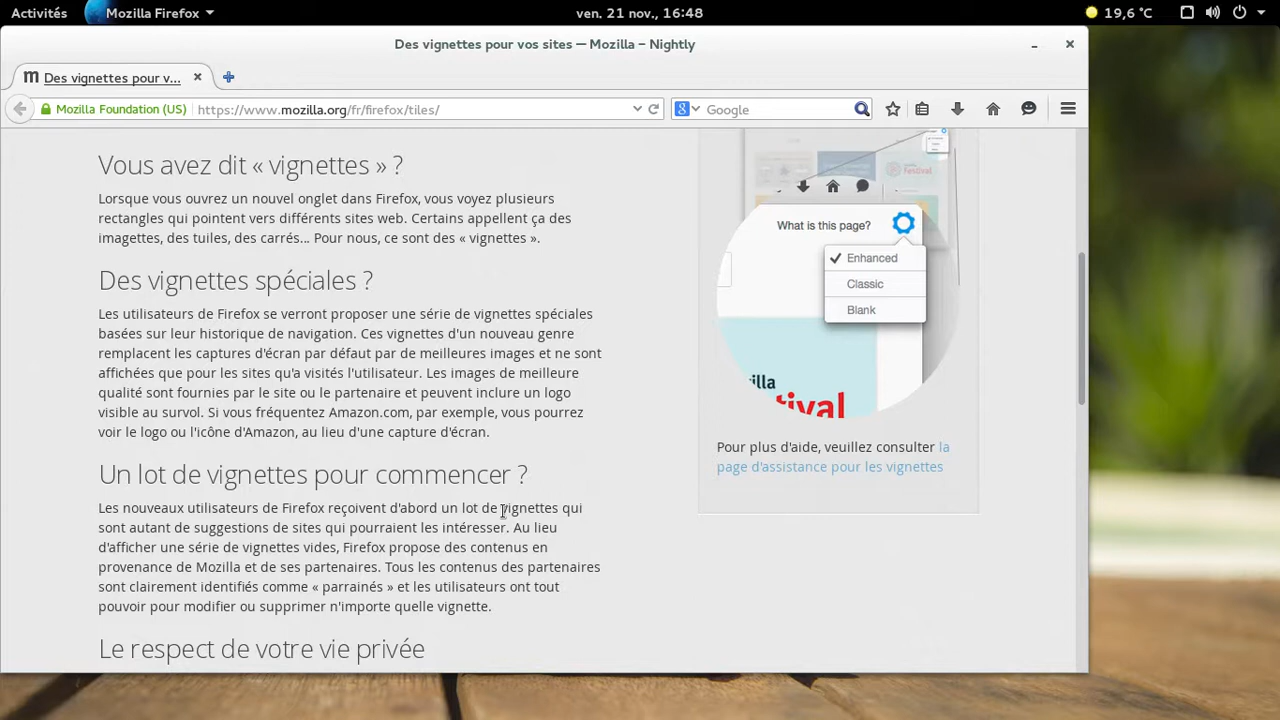 Activités
Mozilla Firefox
ven. 21 nov., 16:48
19,6 °C
Des vignettes pour vos sites — Mozilla – Nightly
Des vignettes pour v...
Mozilla Foundation (US)
https://www.mozilla.org/fr/firefox/tiles/
Google
Vous avez dit « vignettes » ?
Lorsque vous ouvrez un nouvel onglet dans Firefox, vous voyez plusieurs
rectangles qui pointent vers différents sites web. Certains appellent ça des
imagettes, des tuiles, des carrés... Pour nous, ce sont des « vignettes ».
Des vignettes spéciales ?
Les utilisateurs de Firefox se verront proposer une série de vignettes spéciales
basées sur leur historique de navigation. Ces vignettes d'un nouveau genre
remplacent les captures d'écran par défaut par de meilleures images et ne sont
affichées que pour les sites qu'a visités l'utilisateur. Les images de meilleure
qualité sont fournies par le site ou le partenaire et peuvent inclure un logo
visible au survol. Si vous fréquentez Amazon.com, par exemple, vous pourrez
voir le logo ou l'icône d'Amazon, au lieu d'une capture d'écran.
Un lot de vignettes pour commencer ?
Les nouveaux utilisateurs de Firefox reçoivent d'abord un lot de vignettes qui
sont autant de suggestions de sites qui pourraient les intéresser. Au lieu
d'afficher une série de vignettes vides, Firefox propose des contenus en
provenance de Mozilla et de ses partenaires. Tous les contenus des partenaires
sont clairement identifiés comme « parrainés » et les utilisateurs ont tout
pouvoir pour modifier ou supprimer n'importe quelle vignette.
Le respect de votre vie privée
Festival
What is this page?
Enhanced
Classic
Blank
illa
tival
Pour plus d'aide, veuillez consulter la
page d'assistance pour les vignettes